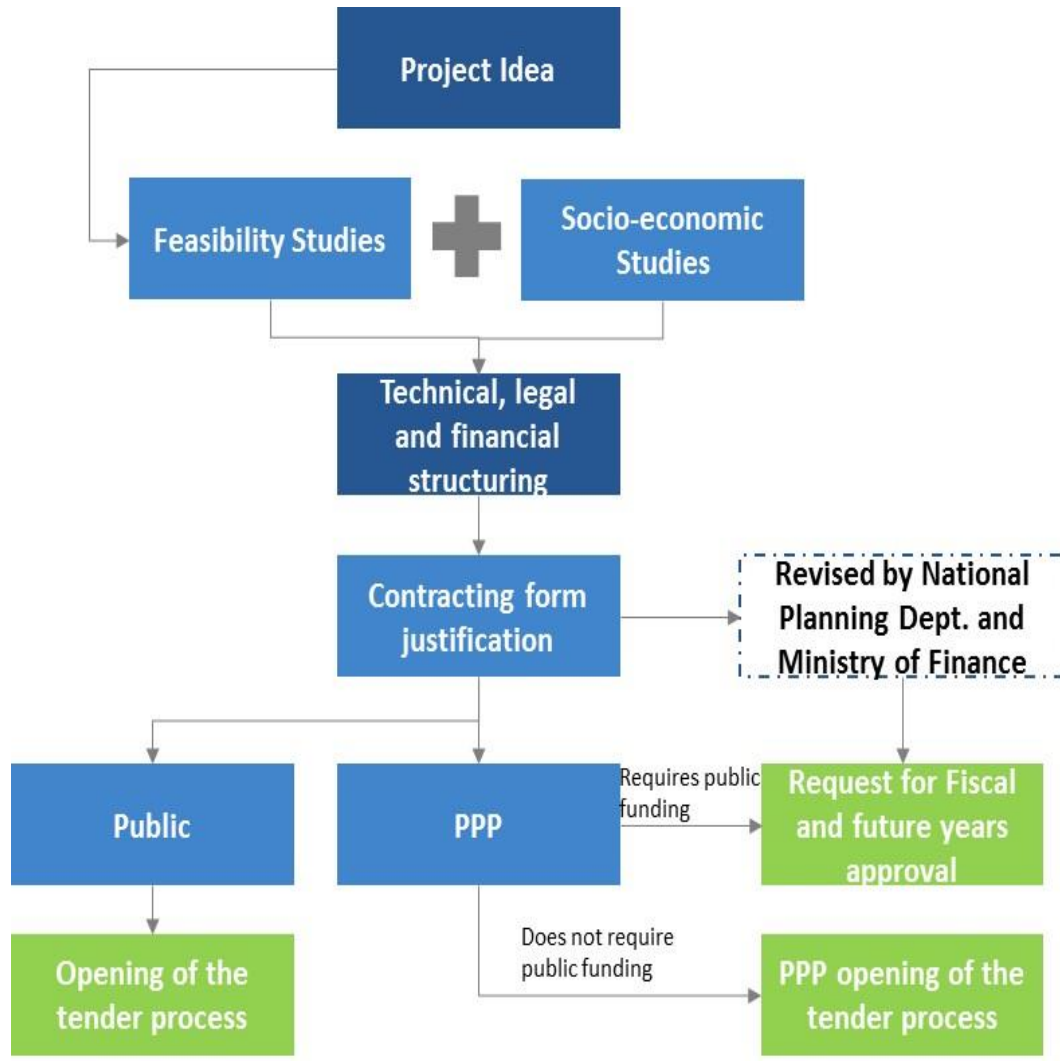 Project Idea
Feasibility Studies
Socio-economic
Studies
Technical, legal
and financial
structuring
Contracting form
justification
Revised by National
Planning Dept. and
Ministry of Finance
Public
PPP
Requires public
funding
Request for Fiscal
and future years
approval
Opening of the
tender process
Does not require
public funding
PPP opening of the
tender process